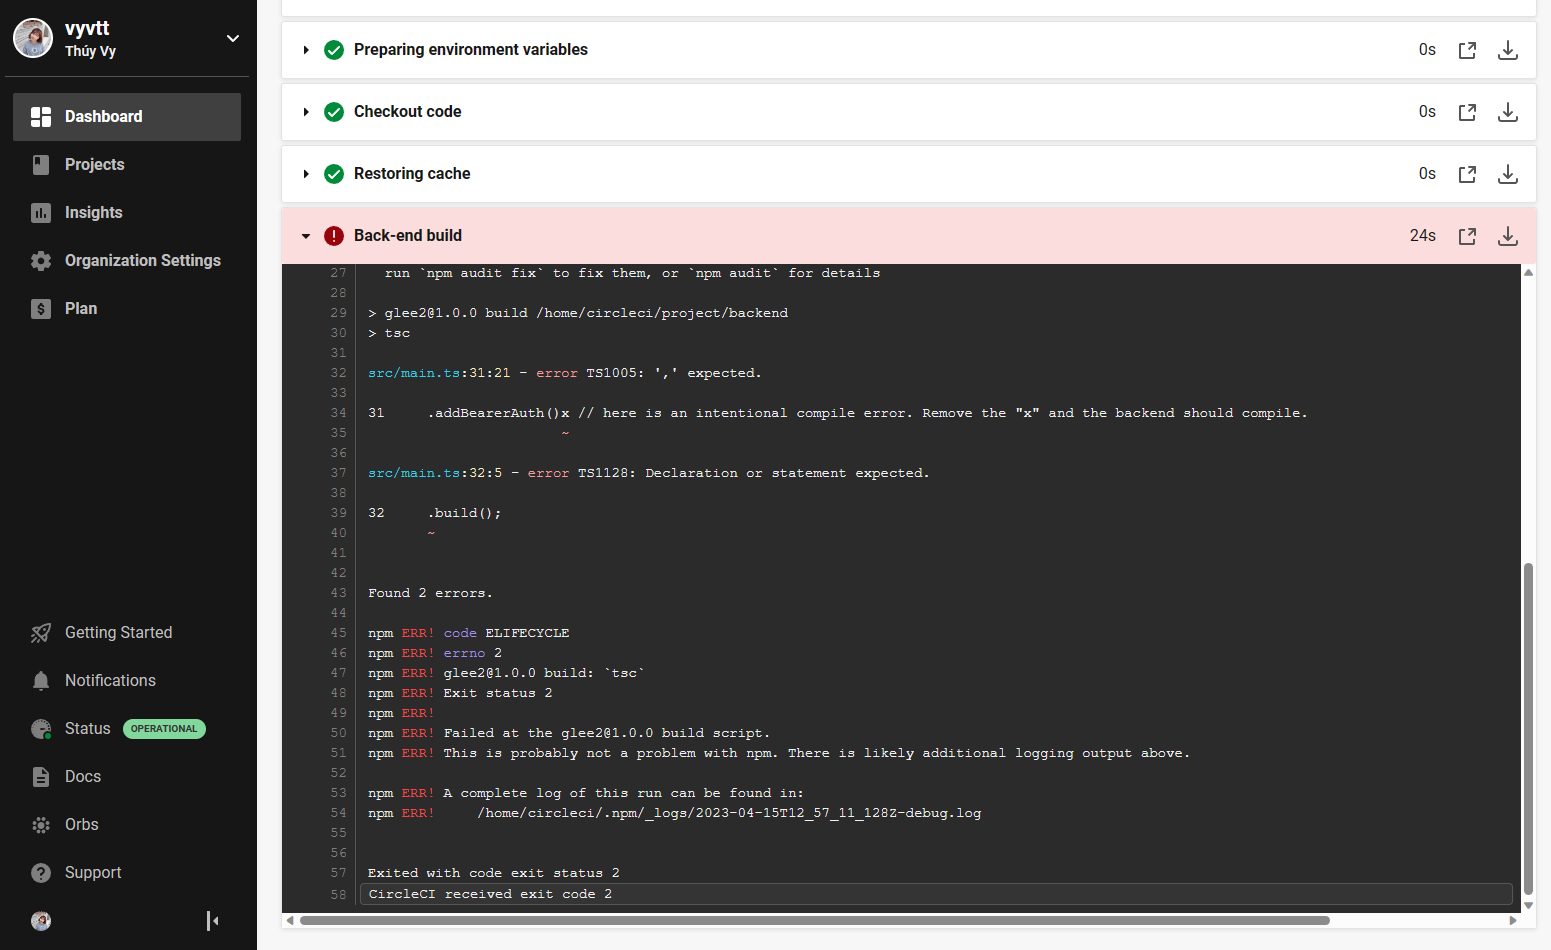 vyvtt
Thúy Vy
Dashboard
Projects
Insights
Organization Settings
Plan
Getting Started
Notifications
Status OPERATIONAL
Docs
Orbs
Support
Preparing environment variables 0s
Checkout code 0s
Restoring cache 0s
Back-end build 24s
27 run `npm audit fix` to fix them, or `npm audit` for details
28
29 > glee2@1.0.0 build /home/circleci/project/backend
30 > tsc
31
32 src/main.ts:31:21 - error TS1005: ',' expected.
33
34 31 .addBearerAuth()x // here is an intentional compile error. Remove the "x" and the backend should compile.
35 ~
36
37 src/main.ts:32:5 - error TS1128: Declaration or statement expected.
38
39 32 .build();
40 ~
41
42
43 Found 2 errors.
44
45 npm ERR! code ELIFECYCLE
46 npm ERR! errno 2
47 npm ERR! glee2@1.0.0 build: `tsc`
48 npm ERR! Exit status 2
49 npm ERR!
50 npm ERR! Failed at the glee2@1.0.0 build script.
51 npm ERR! This is probably not a problem with npm. There is likely additional logging output above.
52
53 npm ERR! A complete log of this run can be found in:
54 npm ERR! /home/circleci/.npm/_logs/2023-04-15T12_57_11_128Z-debug.log
55
56
57 Exited with code exit status 2
58 CircleCI received exit code 2